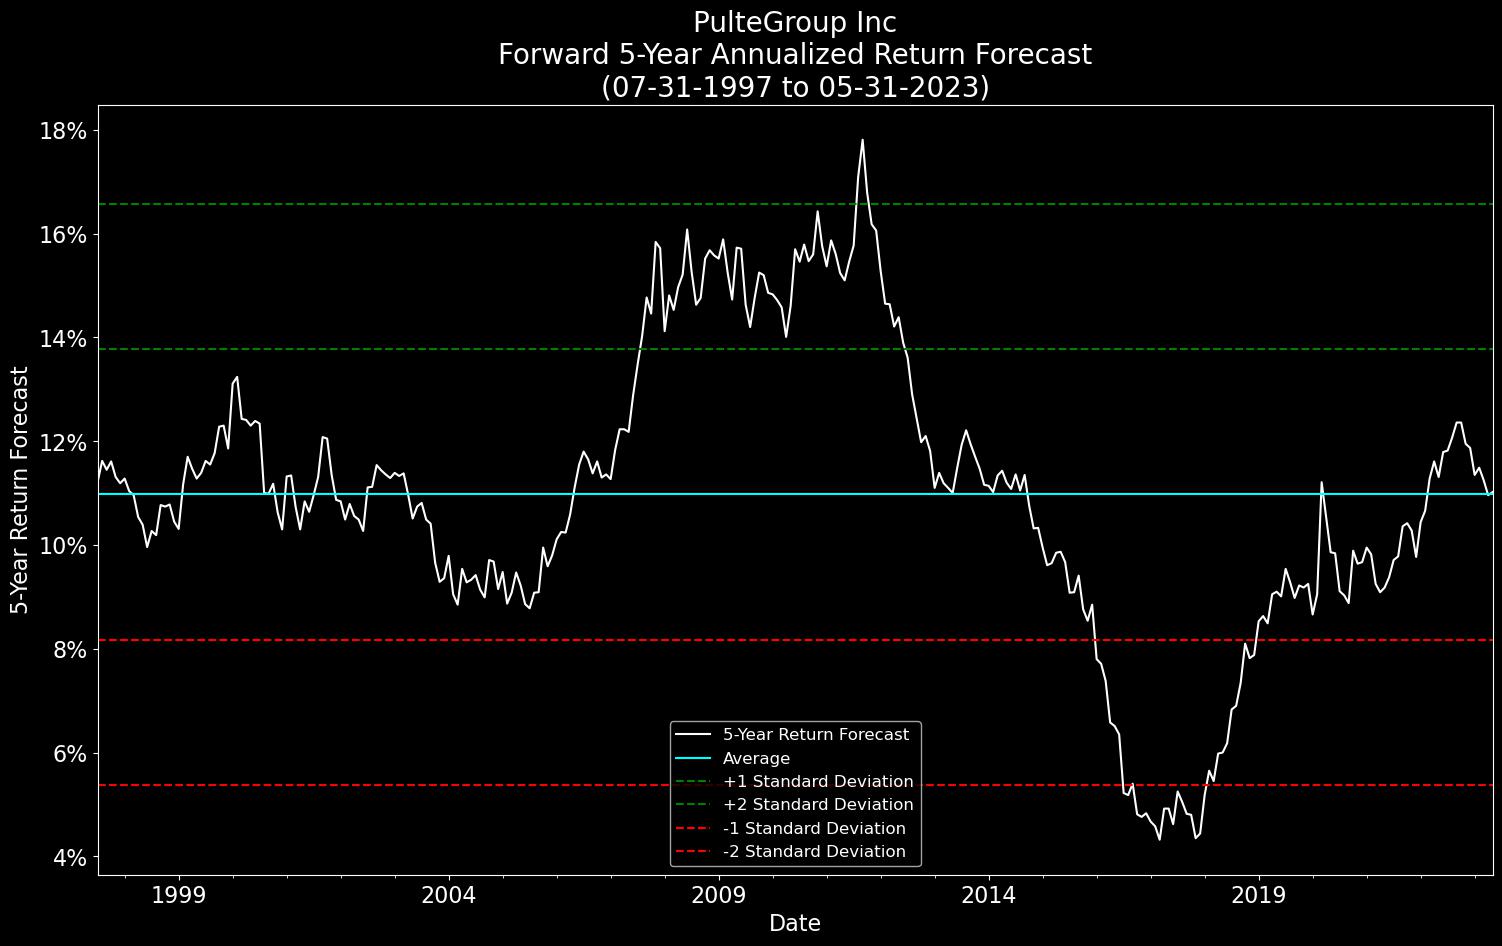 PulteGroup Inc
Forward 5-Year Annualized Return Forecast
(07-31-1997 to 05-31-2023)
18%
16%
14%
12%
10%
8%
6%
4%
5-Year Return Forecast
5-Year Return Forecast
Average
+1 Standard Deviation
+2 Standard Deviation
-1 Standard Deviation
-2 Standard Deviation
1999
2004
2009
2014
2019
Date